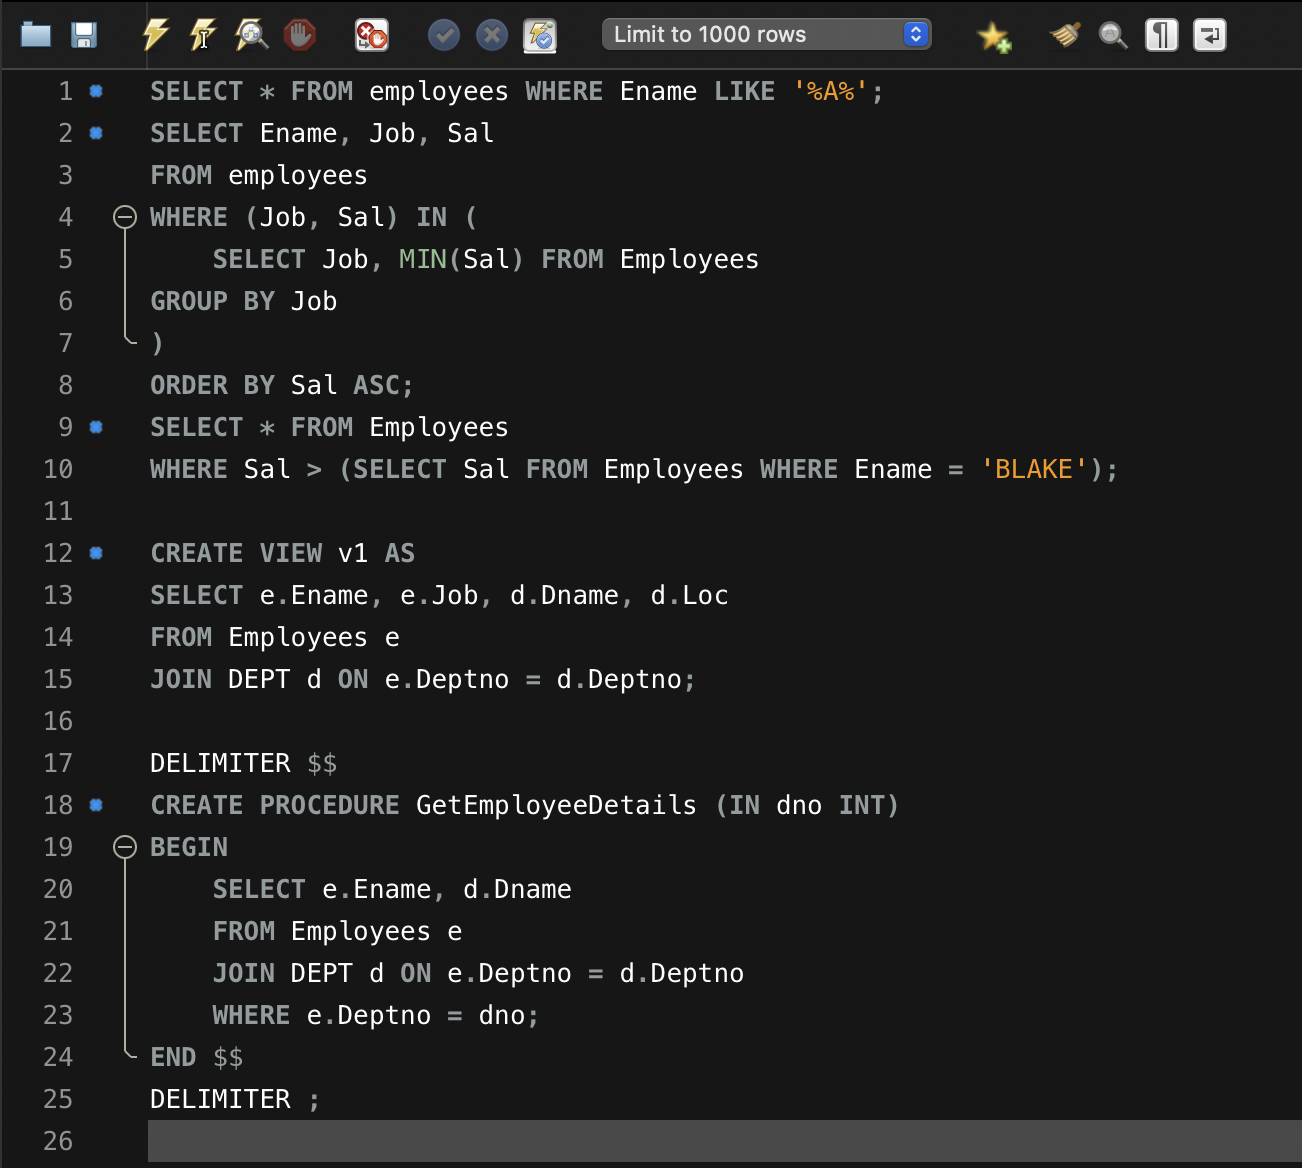 Limit to 1000 rows
1 SELECT * FROM employees WHERE Ename LIKE '%A%';
2 SELECT Ename, Job, Sal
3 FROM employees
4 WHERE (Job, Sal) IN (
5     SELECT Job, MIN(Sal) FROM Employees
6 GROUP BY Job
7 )
8 ORDER BY Sal ASC;
9 SELECT * FROM Employees
10 WHERE Sal > (SELECT Sal FROM Employees WHERE Ename = 'BLAKE');
11
12 CREATE VIEW v1 AS
13 SELECT e.Ename, e.Job, d.Dname, d.Loc
14 FROM Employees e
15 JOIN DEPT d ON e.Deptno = d.Deptno;
16
17 DELIMITER $$
18 CREATE PROCEDURE GetEmployeeDetails (IN dno INT)
19 BEGIN
20     SELECT e.Ename, d.Dname
21     FROM Employees e
22     JOIN DEPT d ON e.Deptno = d.Deptno
23     WHERE e.Deptno = dno;
24 END $$
25 DELIMITER ;
26